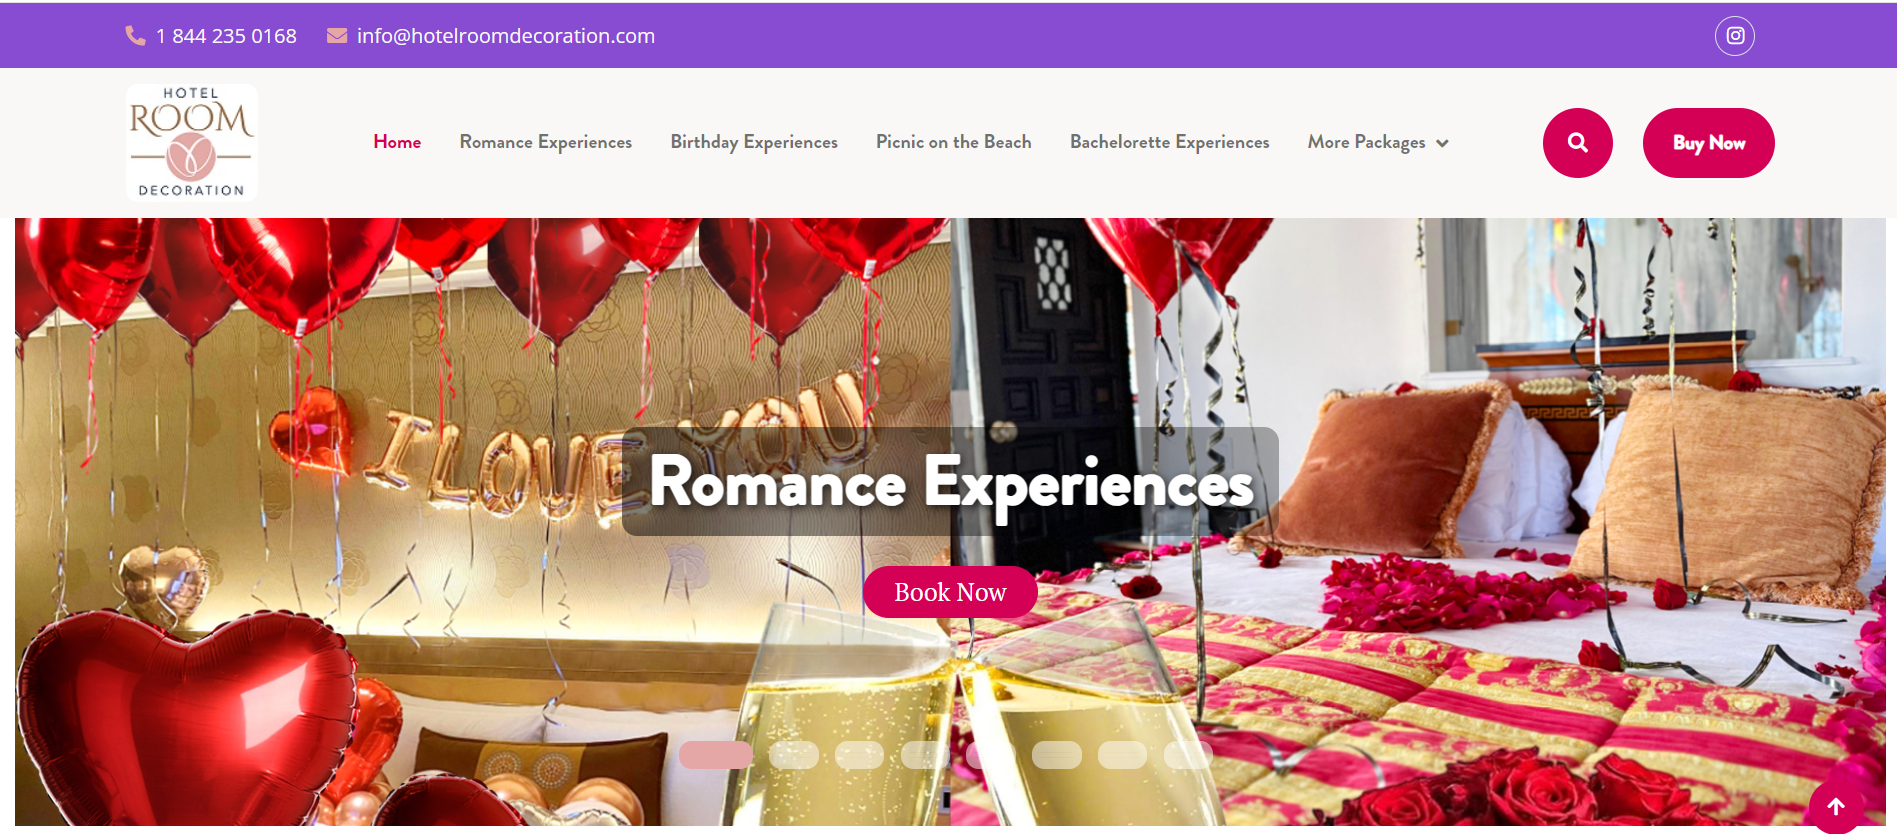 1 844 235 0168
info@hotelroomdecoration.com
HOTEL
ROOM
DECORATION
Home
Romance Experiences
Birthday Experiences
Picnic on the Beach
Bachelorette Experiences
More Packages
Buy Now
I LOVE YOU
Romance Experiences
Book Now